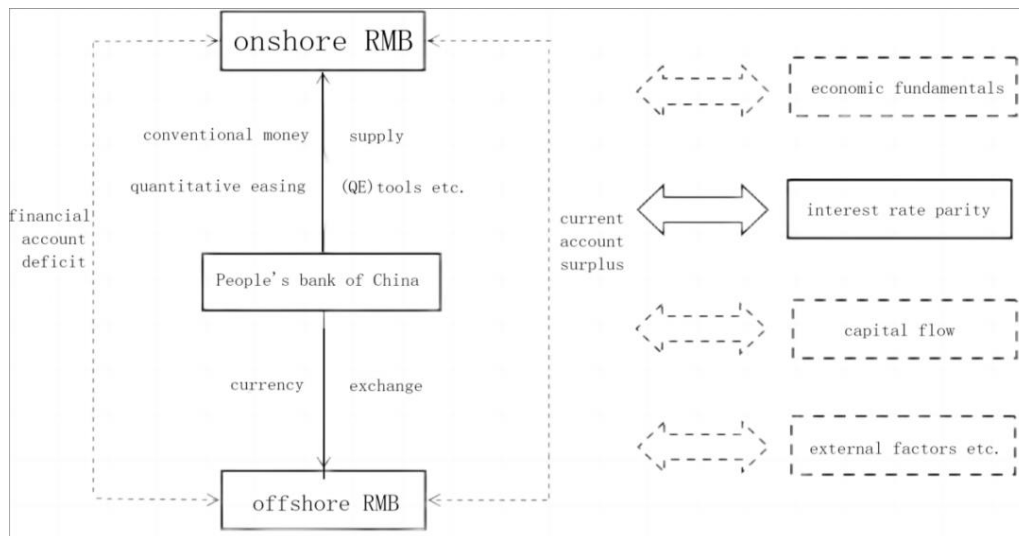 onshore RMB
conventional money supply
quantitative easing (QE)tools etc.
financial
account
deficit
People's bank of China
currency exchange
offshore RMB
current
account
surplus
economic fundamentals
interest rate parity
capital flow
external factors etc.